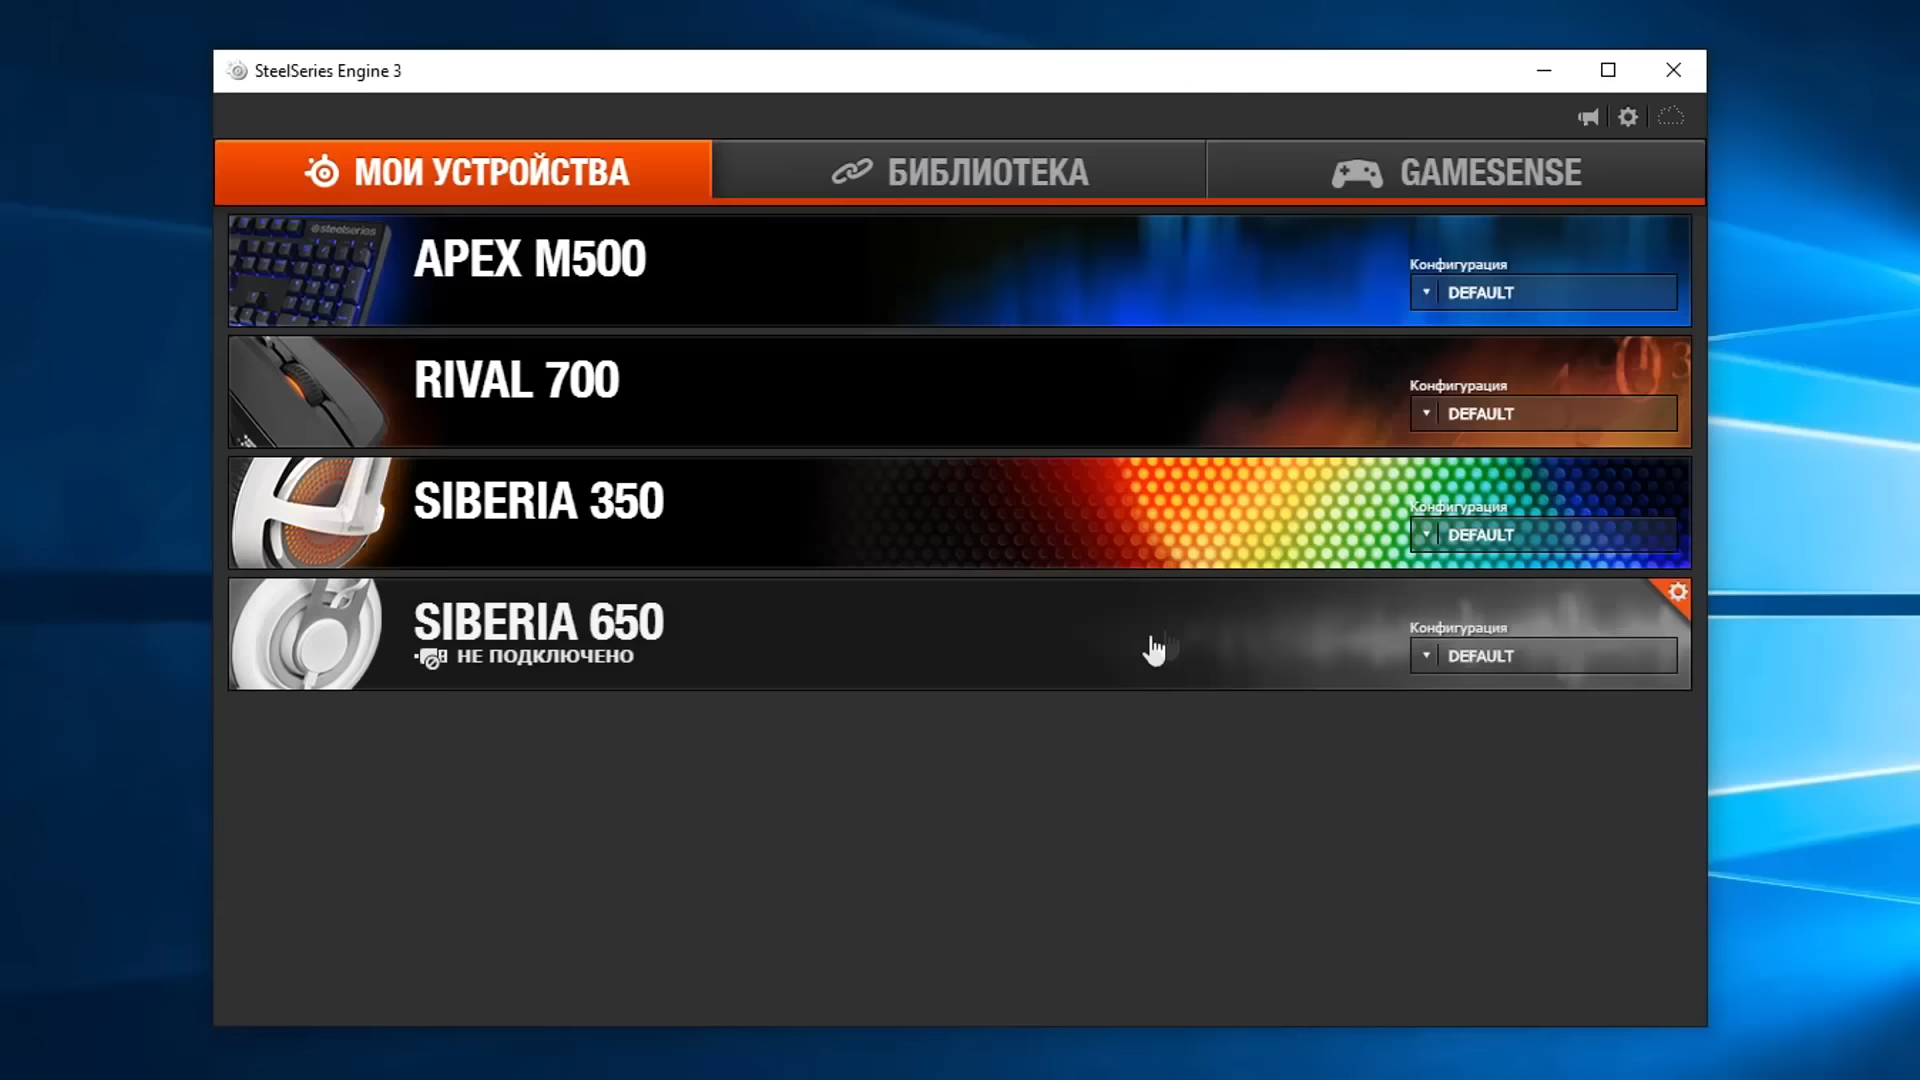 SteelSeries Engine 3
МОИ УСТРОЙСТВА
БИБЛИОТЕКА
GAMESENSE
steelseries
APEX M500
Конфигурация
DEFAULT
RIVAL 700
Конфигурация
DEFAULT
SIBERIA 350
Конфигурация
DEFAULT
SIBERIA 650
НЕ ПОДКЛЮЧЕНО
Конфигурация
DEFAULT